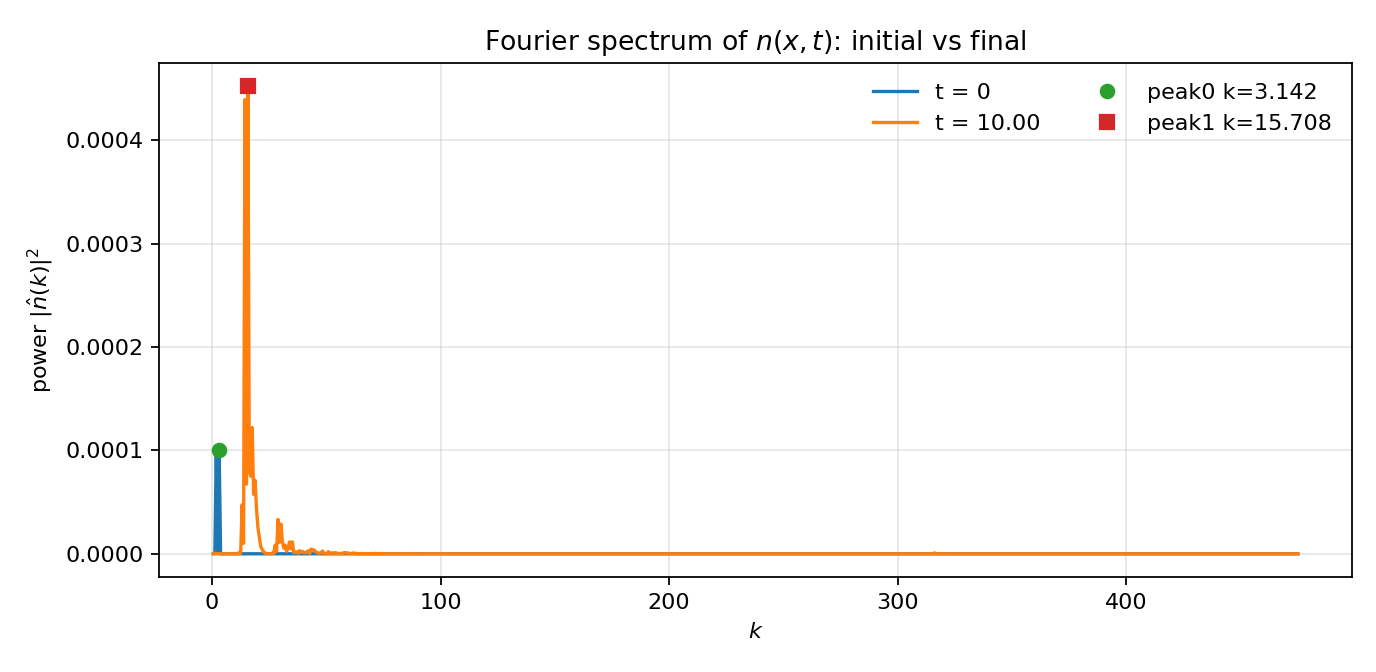 Fourier spectrum of n(x, t): initial vs final
power |n̂(k)|²
0.0004
0.0003
0.0002
0.0001
0.0000
t = 0
t = 10.00
peak0 k=3.142
peak1 k=15.708
0 100 200 300 400
k